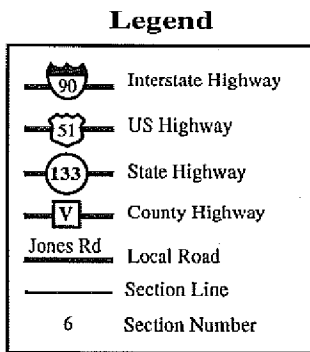 Legend
90 Interstate Highway
51 US Highway
133 State Highway
V County Highway
Jones Rd Local Road
Section Line
6 Section Number